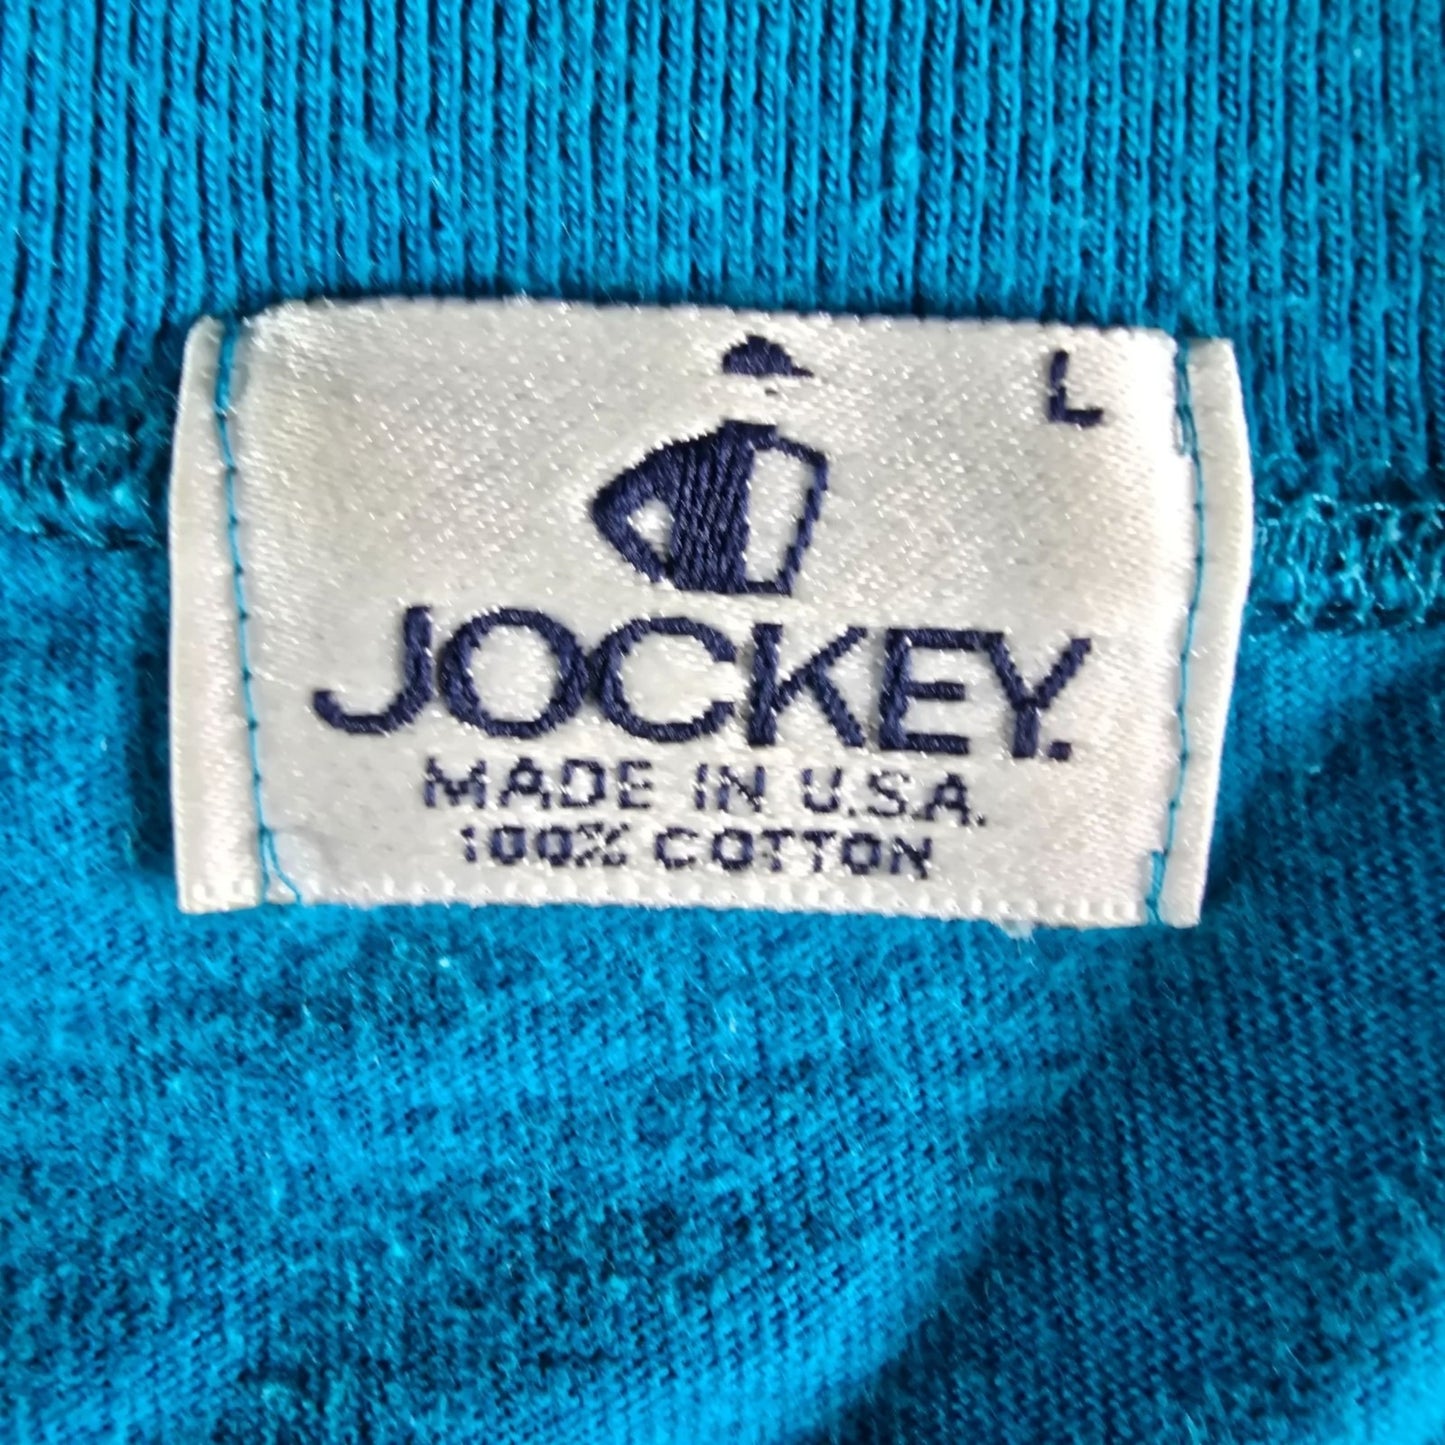 L
JOCKEY.
MADE IN U.S.A.
100% COTTON